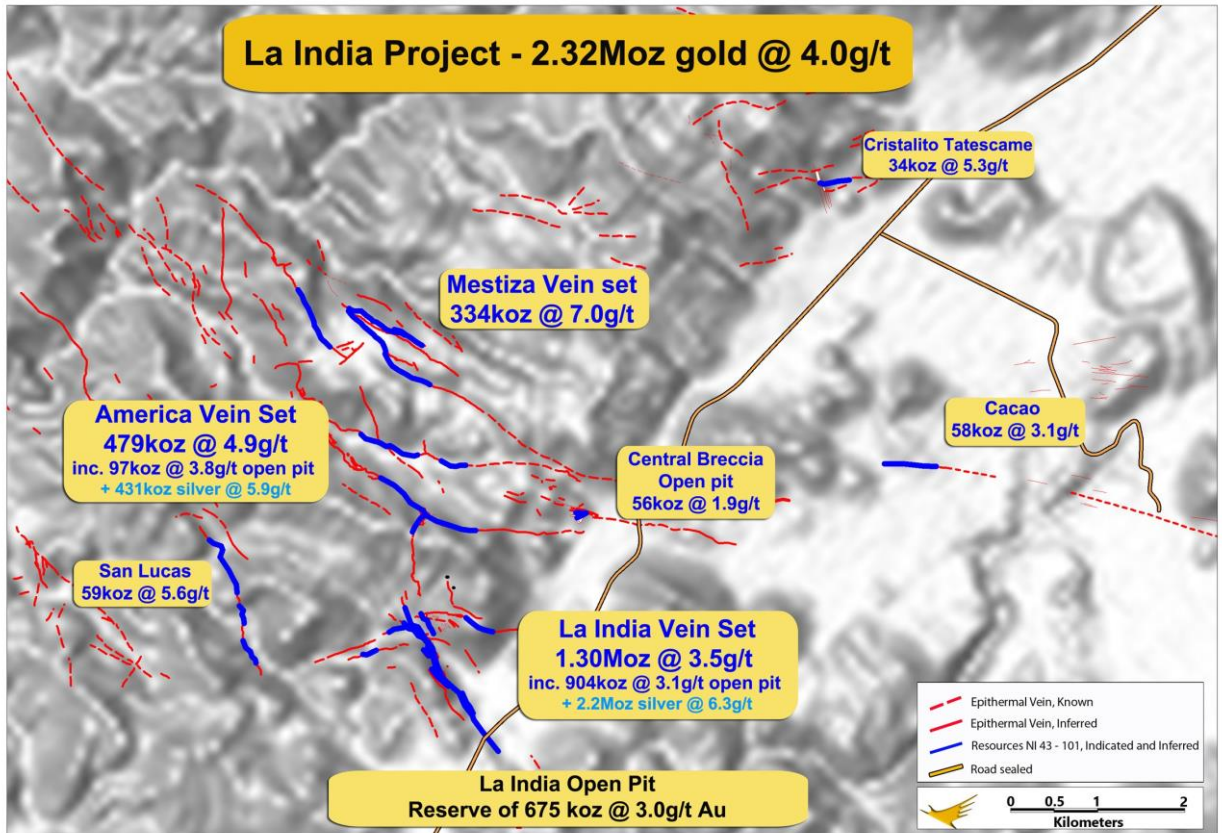 La India Project - 2.32Moz gold @ 4.0g/t
Cristalito Tatescame
34koz @ 5.3g/t
Mestiza Vein set
334koz @ 7.0g/t
America Vein Set
479koz @ 4.9g/t
inc. 97koz @ 3.8g/t open pit
+ 431koz silver @ 5.9g/t
Cacao
58koz @ 3.1g/t
Central Breccia
Open pit
56koz @ 1.9g/t
San Lucas
59koz @ 5.6g/t
La India Vein Set
1.30Moz @ 3.5g/t
inc. 904koz @ 3.1g/t open pit
+ 2.2Moz silver @ 6.3g/t
La India Open Pit
Reserve of 675 koz @ 3.0g/t Au
Epithermal Vein, Known
Epithermal Vein, Inferred
Resources NI 43 - 101, Indicated and Inferred
Road sealed
0 0.5 1 2
Kilometers